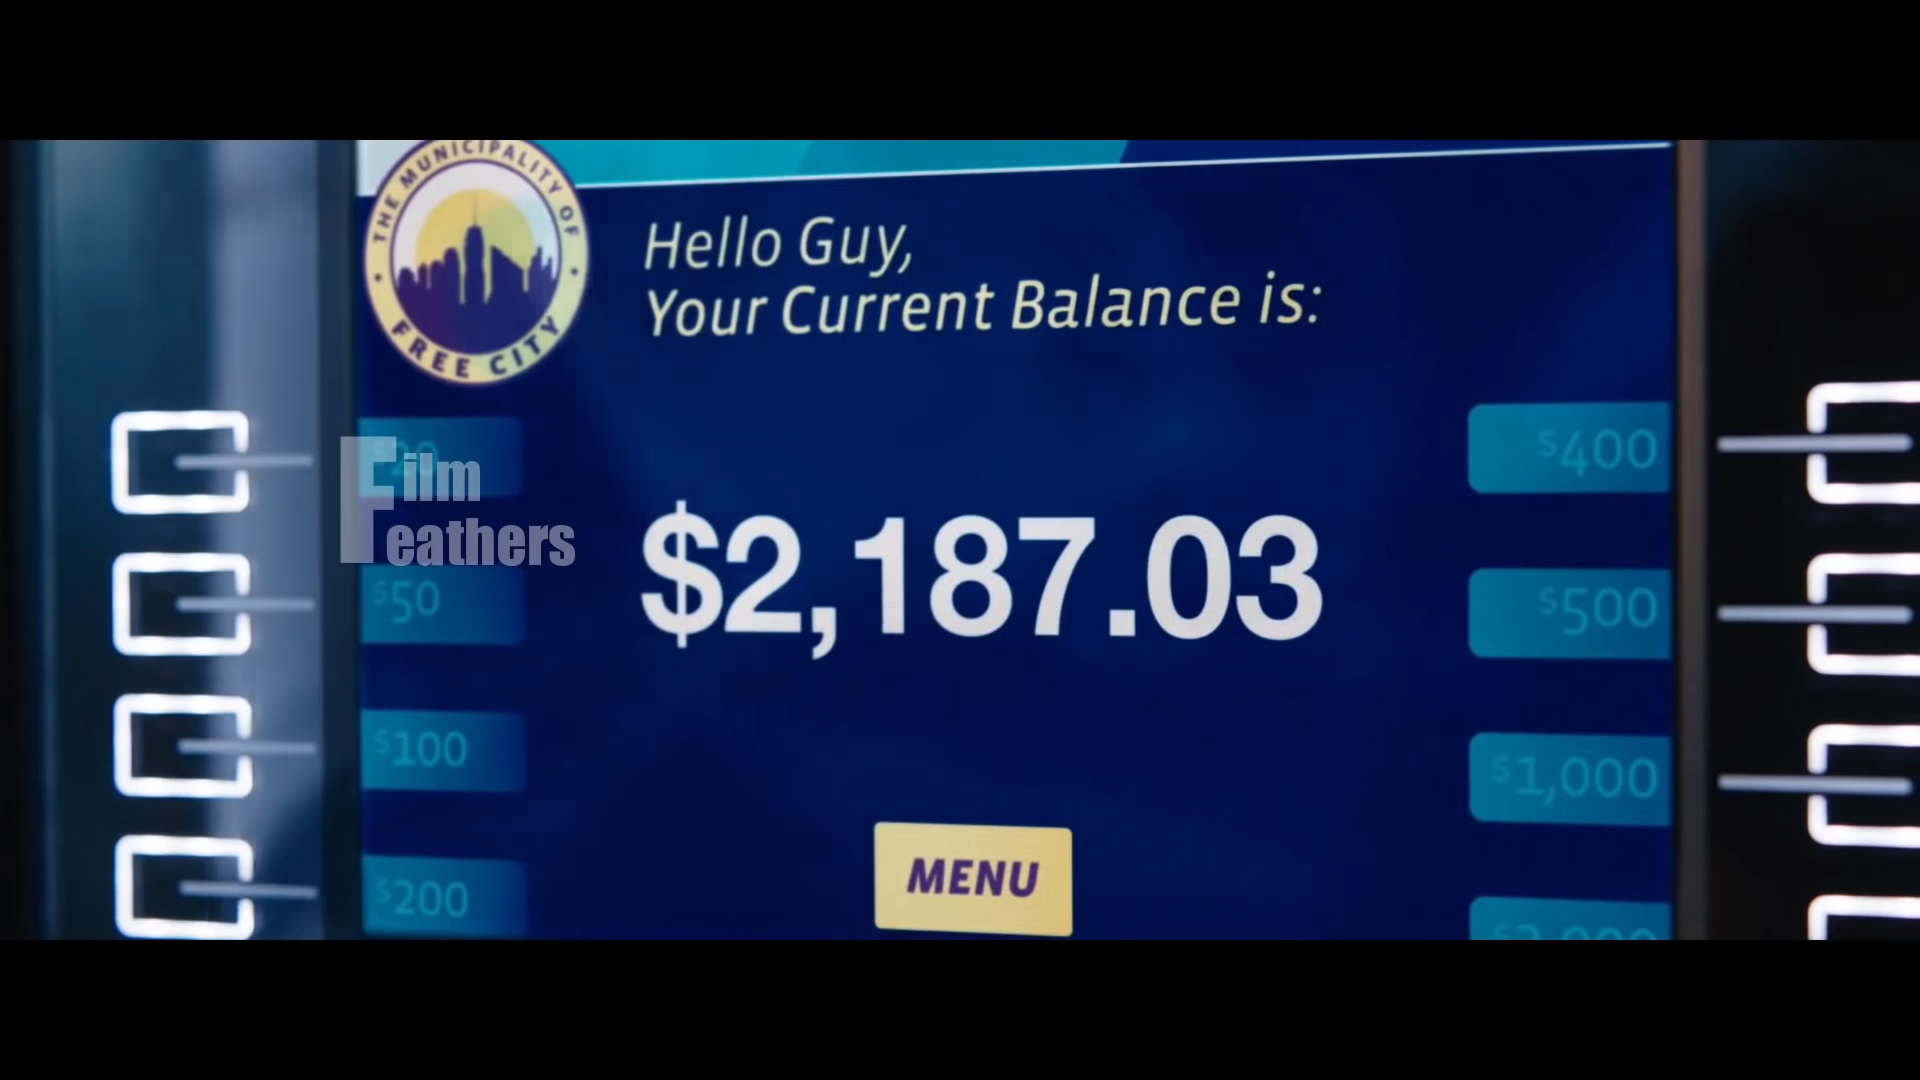 THE MUNICIPALITY OF
FREE CITY
Hello Guy,
Your Current Balance is:
$20
$400
Film
Feathers
$50
$2,187.03
$500
$100
$1,000
MENU
$200